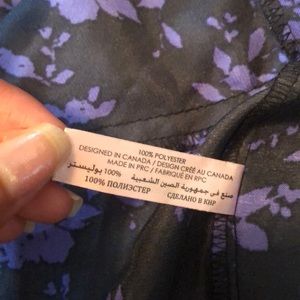 100% POLYESTER
DESIGNED IN CANADA / DESIGN CRÉÉ AU CANADA
MADE IN PRC / FABRIQUÉ EN RPC
صنع في جمهورية الصين الشعبية 100% بوليستر
100% ПОЛИЭСТЕР СДЕЛАНО В КНР